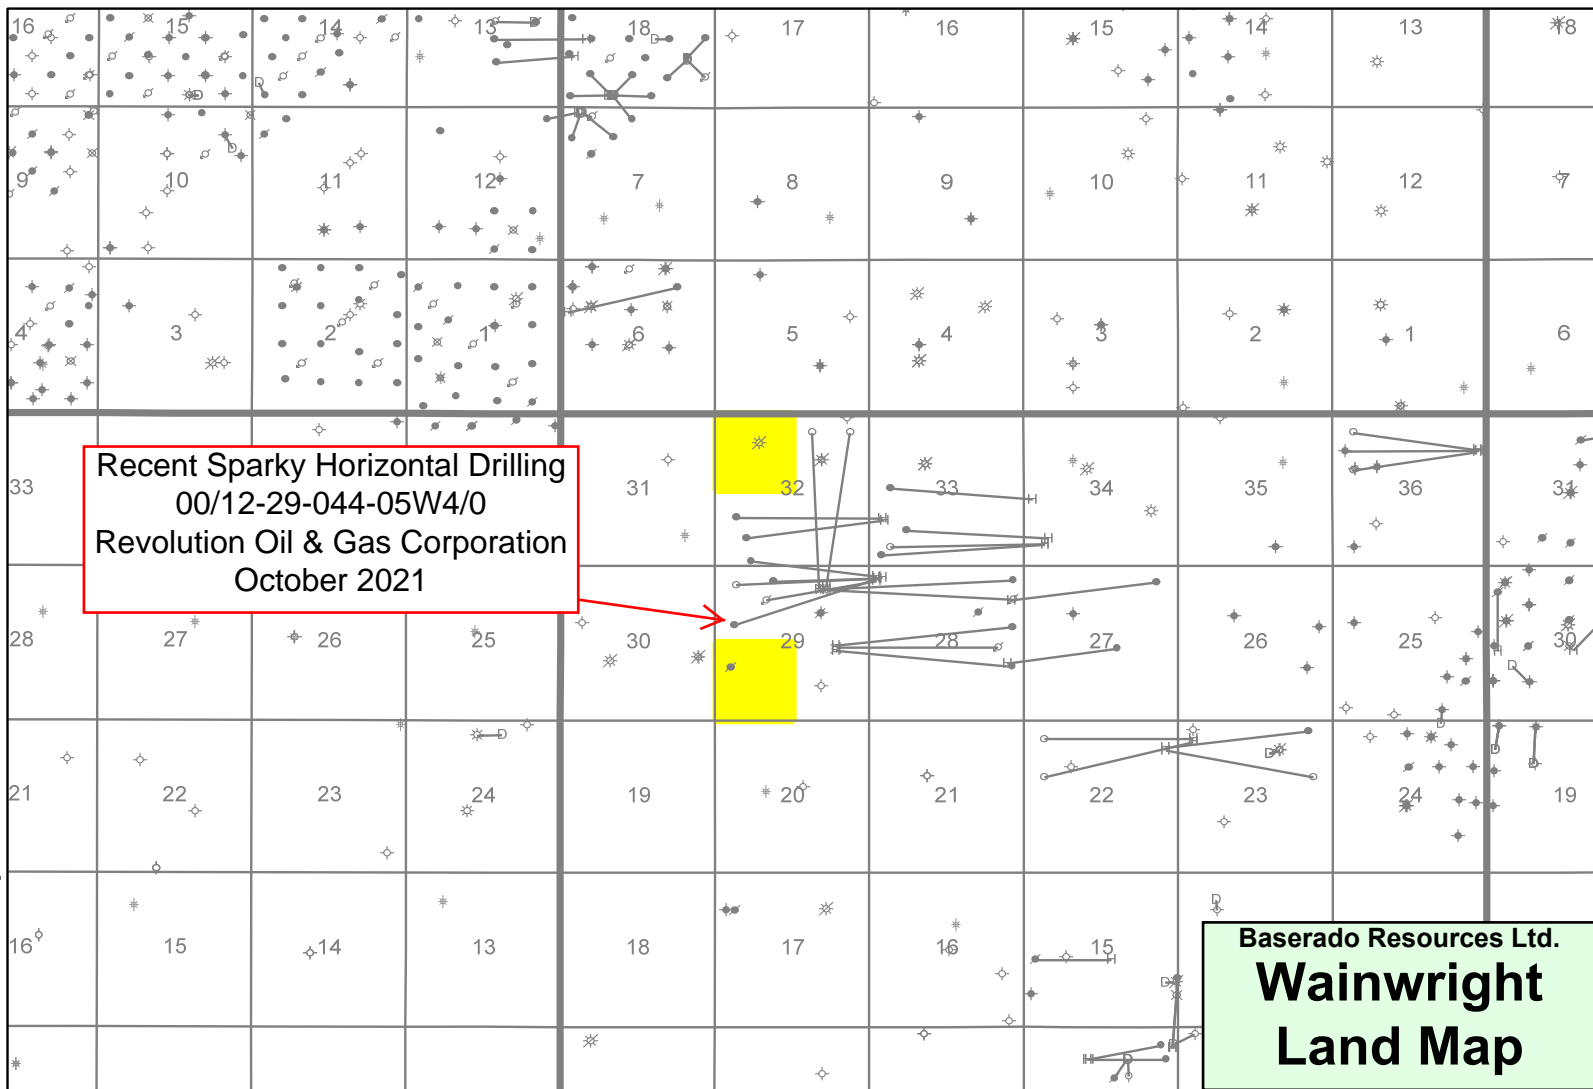 16 15 14 13 18 17 16 15 14 13 18
9 10 11 12 7 8 9 10 11 12 7
4 3 2 1 6 5 4 3 2 1 6
33 31 32 33 34 35 36 31
Recent Sparky Horizontal Drilling
00/12-29-044-05W4/0
Revolution Oil & Gas Corporation
October 2021
28 27 26 25 30 29 28 27 26 25 30
21 22 23 24 19 20 21 22 23 24 19
16 15 14 13 18 17 16 15
Baserado Resources Ltd.
Wainwright
Land Map